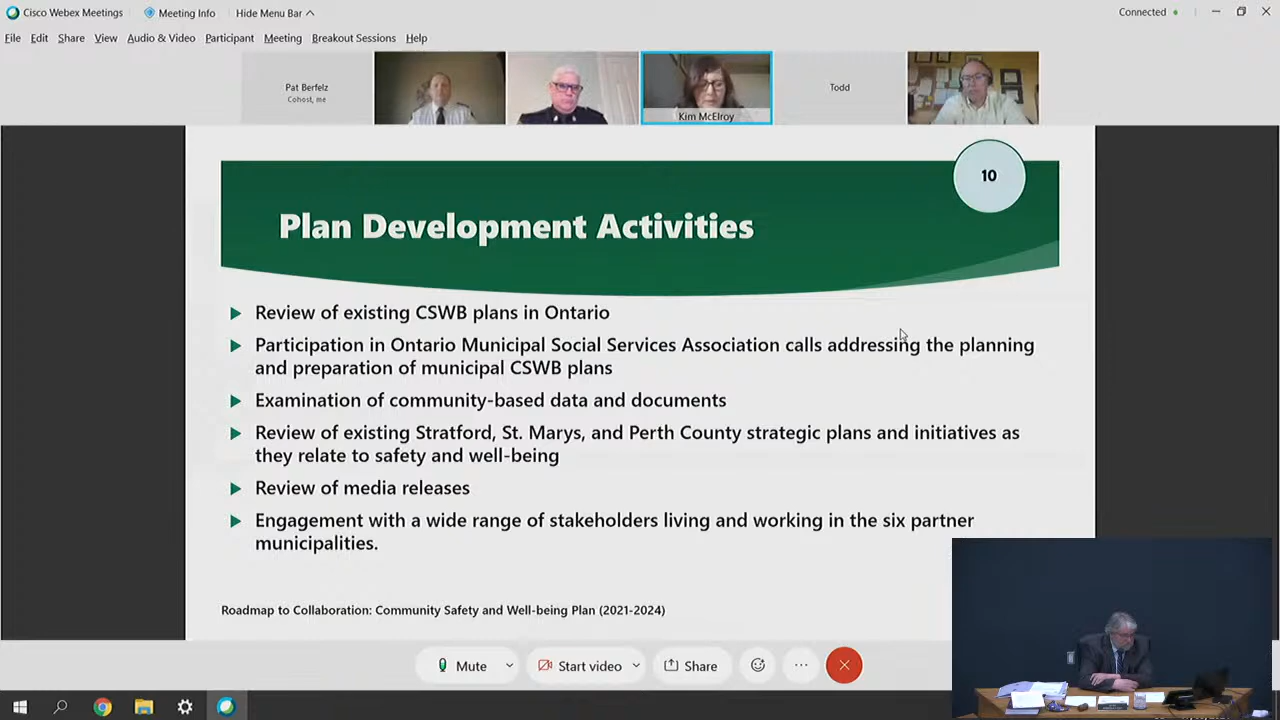 Cisco Webex Meetings
Meeting Info
Hide Menu Bar
Connected
File Edit Share View Audio & Video Participant Meeting Breakout Sessions Help
Pat Berfelz
Cohost, me
Kim McElroy
Todd
10
Plan Development Activities
Review of existing CSWB plans in Ontario
Participation in Ontario Municipal Social Services Association calls addressing the planning
and preparation of municipal CSWB plans
Examination of community-based data and documents
Review of existing Stratford, St. Marys, and Perth County strategic plans and initiatives as
they relate to safety and well-being
Review of media releases
Engagement with a wide range of stakeholders living and working in the six partner
municipalities.
Roadmap to Collaboration: Community Safety and Well-being Plan (2021-2024)
Mute
Start video
Share